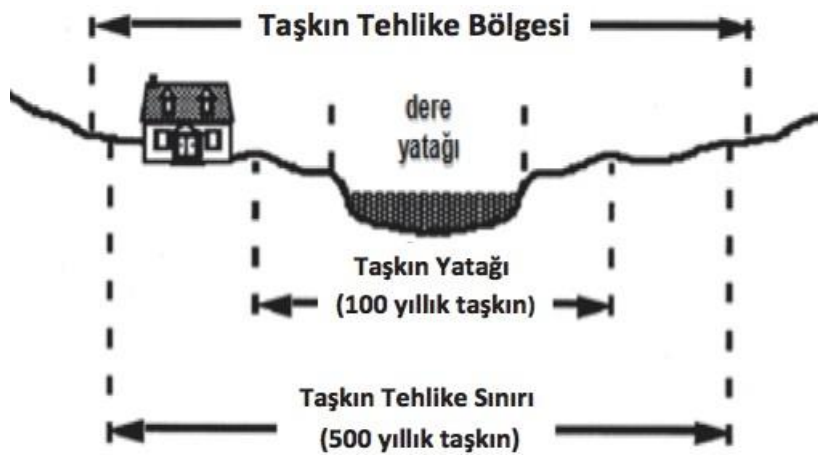 Taşkın Tehlike Bölgesi
dere
yatağı
Taşkın Yatağı
(100 yıllık taşkın)
Taşkın Tehlike Sınırı
(500 yıllık taşkın)